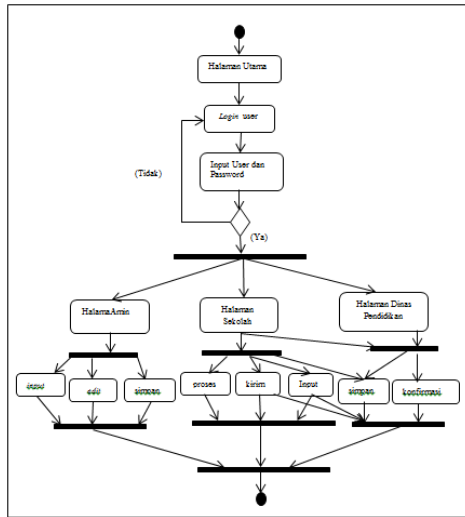 Halaman Utama
Login user
Input User dan
Password
(Tidak)
(Ya)
HalamaAmin
Halaman
Sekolah
Halaman Dinas
Pendidikan
input
edit
simpan
proses
kirim
Input
simpan
konfirmasi